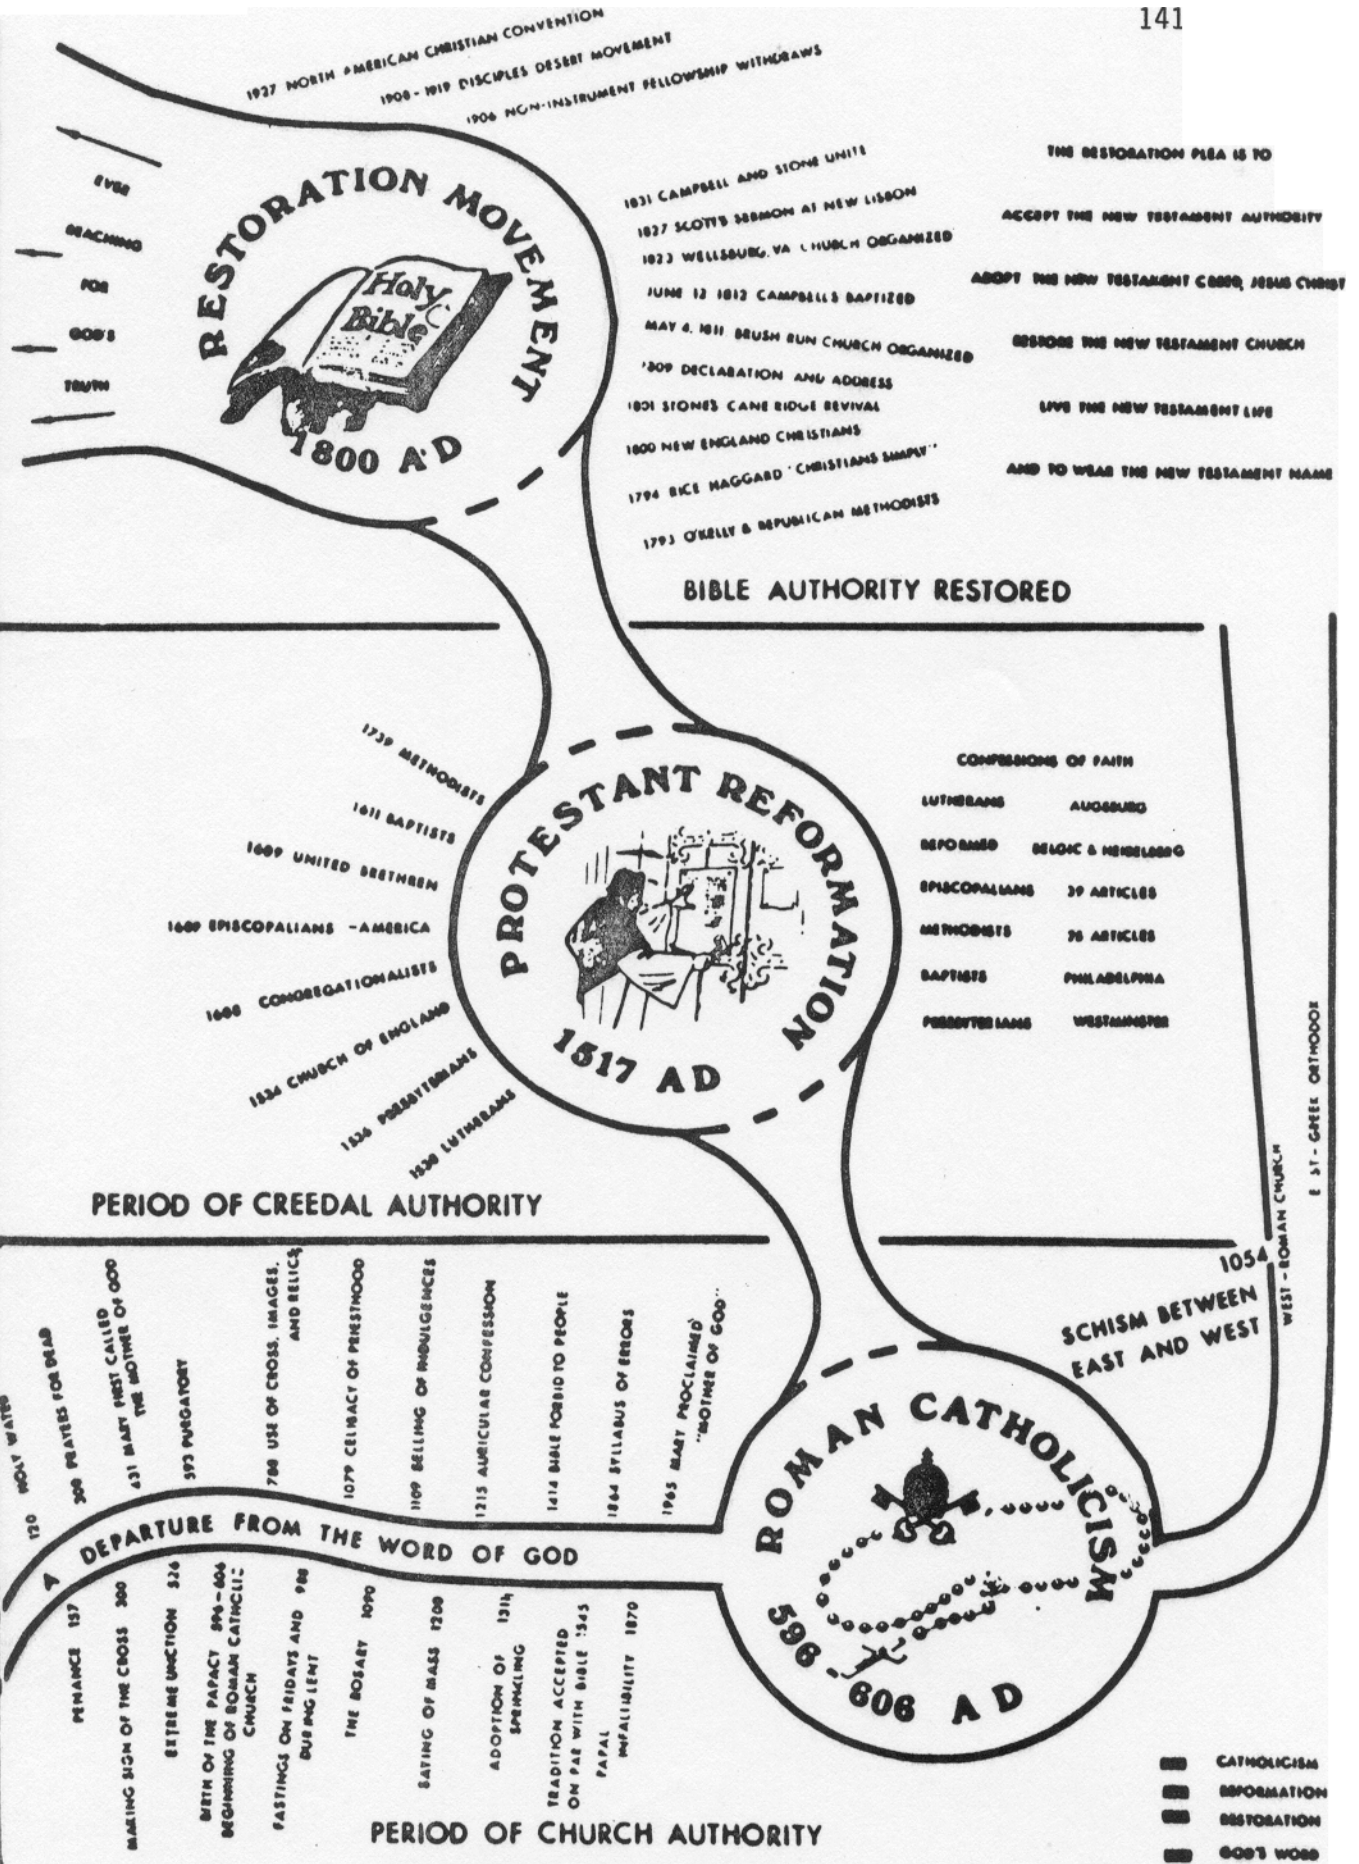 141
1927 NORTH AMERICAN CHRISTIAN CONVENTION
1908 - 1919 DISCIPLES DESERT MOVEMENT
1906 NON-INSTRUMENT FELLOWSHIP WITHDRAWS
EVER
REACHING
FOR
GOD'S
TRUTH
RESTORATION MOVEMENT
Holy
Bible
1800 A.D
1831 CAMPBELL AND STONE UNITE
1827 SCOTT'S SERMON AT NEW LISBON
1823 WELLSBURG, VA CHURCH ORGANIZED
JUNE 12 1812 CAMPBELLS BAPTIZED
MAY 4, 1811 BRUSH RUN CHURCH ORGANIZED
1809 DECLARATION AND ADDRESS
1801 STONES CANE RIDGE REVIVAL
1800 NEW ENGLAND CHRISTIANS
1794 RICE HAGGARD "CHRISTIANS SIMPLY"
1793 O'KELLY & REPUBLICAN METHODISTS
THE RESTORATION PLEA IS TO
ACCEPT THE NEW TESTAMENT AUTHORITY
ADOPT THE NEW TESTAMENT CREED, JESUS CHRIST
RESTORE THE NEW TESTAMENT CHURCH
LIVE THE NEW TESTAMENT LIFE
AND TO WEAR THE NEW TESTAMENT NAME
BIBLE AUTHORITY RESTORED
1739 METHODISTS
1611 BAPTISTS
1609 UNITED BRETHREN
1609 EPISCOPALIANS -AMERICA
1608 CONGREGATIONALISTS
1534 CHURCH OF ENGLAND
1536 PRESBYTERIANS
1530 LUTHERANS
PROTESTANT REFORMATION
1517 AD
CONFESSIONS OF FAITH
LUTHERANS AUGSBURG
REFORMED BELGIC & HEIDELBERG
EPISCOPALIANS 39 ARTICLES
METHODISTS 25 ARTICLES
BAPTISTS PHILADELPHIA
PRESBYTERIANS WESTMINSTER
PERIOD OF CREEDAL AUTHORITY
E ST - GREEK ORTHODOX
WEST - ROMAN CHURCH
1054
SCHISM BETWEEN
EAST AND WEST
120 HOLY WATER
300 PRAYERS FOR DEAD
431 MARY FIRST CALLED
THE MOTHER OF GOD
593 PURGATORY
788 USE OF CROSS, IMAGES,
AND RELICS
1079 CELIBACY OF PRIESTHOOD
1109 SELLING OF INDULGENCES
1215 AURICULAR CONFESSION
1414 BIBLE FORBID TO PEOPLE
1864 SYLLABUS OF ERRORS
1965 MARY PROCLAIMED
"MOTHER OF GOD"
A DEPARTURE FROM THE WORD OF GOD
PENANCE 157
MAKING SIGN OF THE CROSS 300
EXTREME UNCTION 526
BIRTH OF THE PAPACY 596-606
BEGINNING OF ROMAN CATHOLIC
CHURCH
FASTINGS ON FRIDAYS AND 988
DURING LENT
THE ROSARY 1090
SAYING OF MASS 1208
ADOPTION OF 1311
SPRINKLING
TRADITION ACCEPTED
ON PAR WITH BIBLE 1545
PAPAL
INFALIBILITY 1870
ROMAN CATHOLICISM
596 - 606 AD
PERIOD OF CHURCH AUTHORITY
CATHOLICISM
REFORMATION
RESTORATION
GOD'S WORD